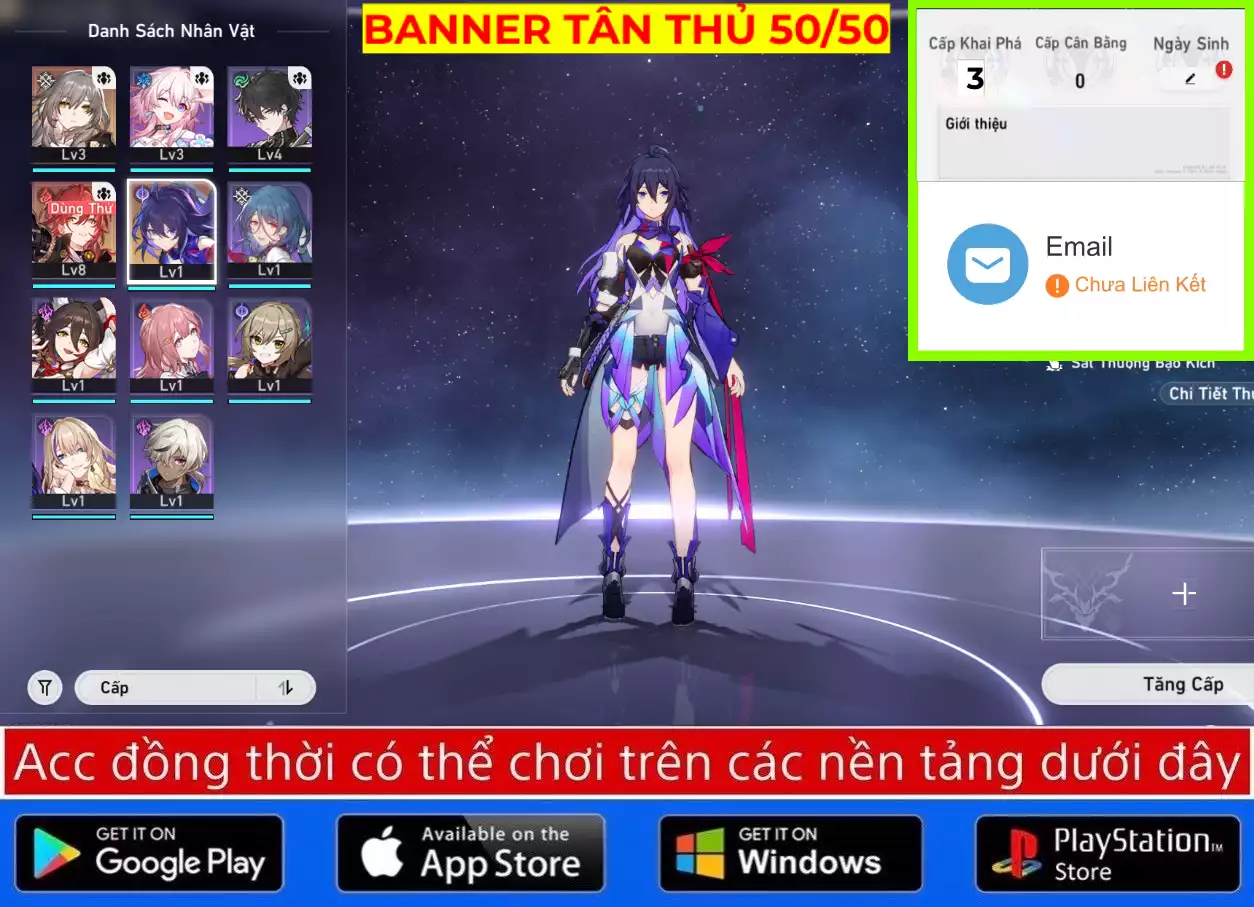 Danh Sách Nhân Vật
BANNER TÂN THỦ 50/50
Cấp Khai Phá
Cấp Cân Bằng
Ngày Sinh
3
0
Giới thiệu
Lv3
Lv3
Lv4
Dùng Thử
Lv8
Lv1
Lv1
Email
Chưa Liên Kết
Sát Thương Bạo Kích
Chi Tiết Thu
Lv1
Lv1
Lv1
Lv1
Lv1
Cấp
Tăng Cấp
Acc đồng thời có thể chơi trên các nền tảng dưới đây
GET IT ON
Google Play
Available on the
App Store
GET IT ON
Windows
PlayStation™
Store